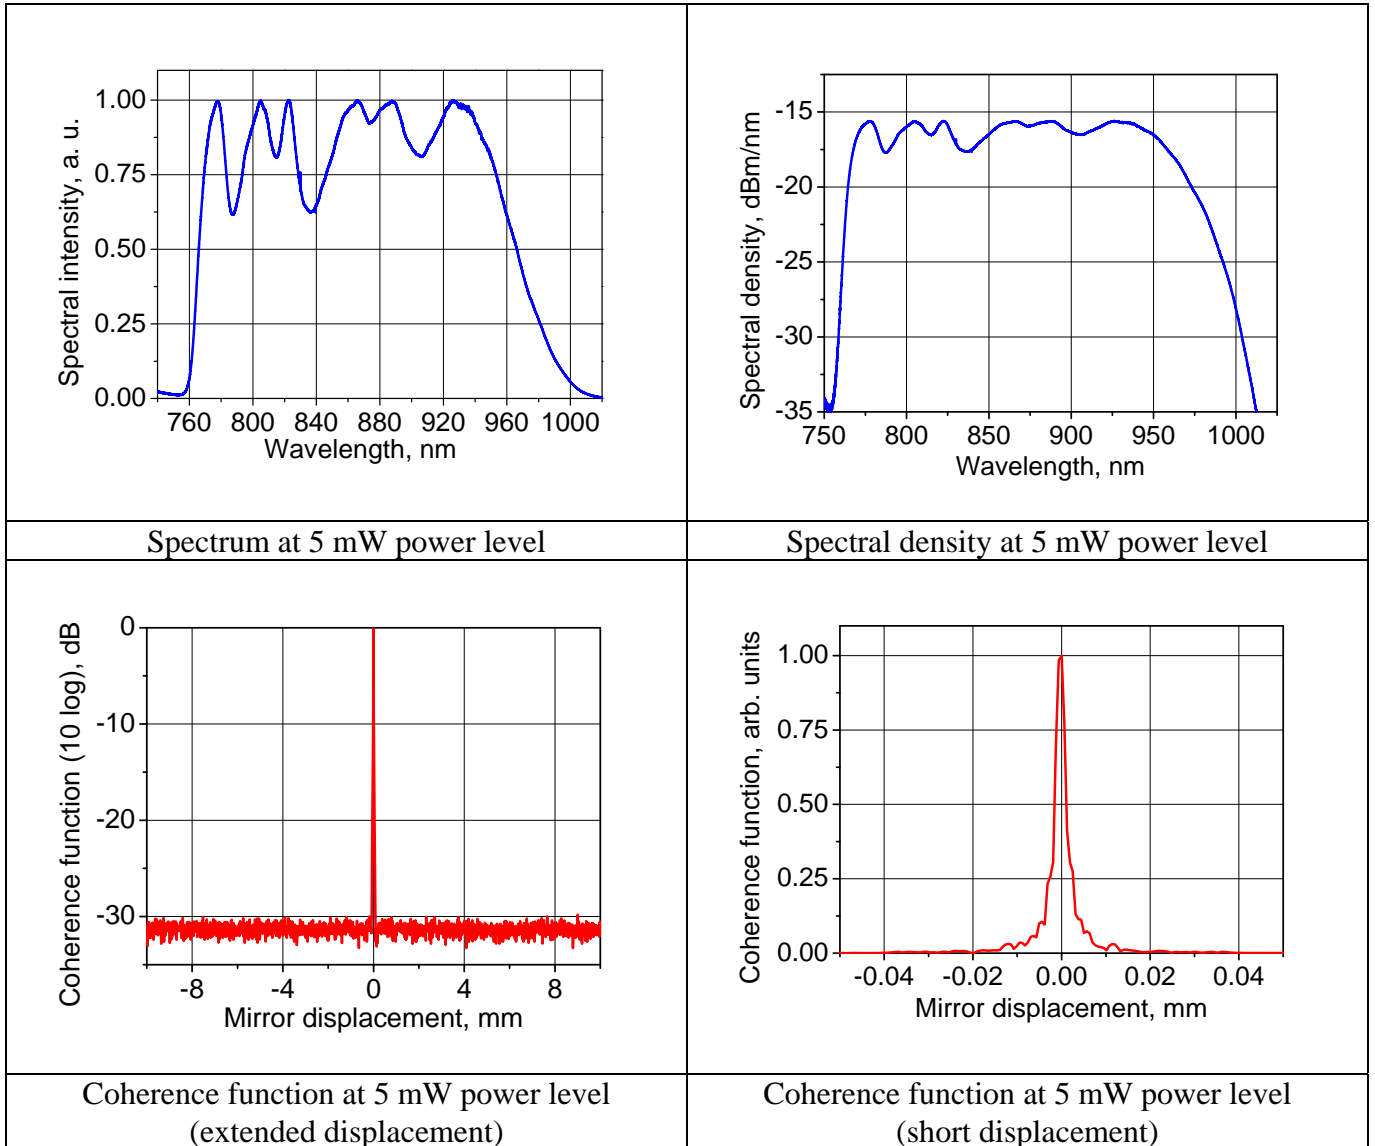 Spectral intensity, a. u.
1.00
0.75
0.50
0.25
0.00
760 800 840 880 920 960 1000
Wavelength, nm
Spectral density, dBm/nm
-15
-20
-25
-30
-35
750 800 850 900 950 1000
Wavelength, nm
Spectrum at 5 mW power level
Spectral density at 5 mW power level
Coherence function (10 log), dB
0
-10
-20
-30
-8 -4 0 4 8
Mirror displacement, mm
Coherence function, arb. units
1.00
0.75
0.50
0.25
0.00
-0.04 -0.02 0.00 0.02 0.04
Mirror displacement, mm
Coherence function at 5 mW power level
(extended displacement)
Coherence function at 5 mW power level
(short displacement)